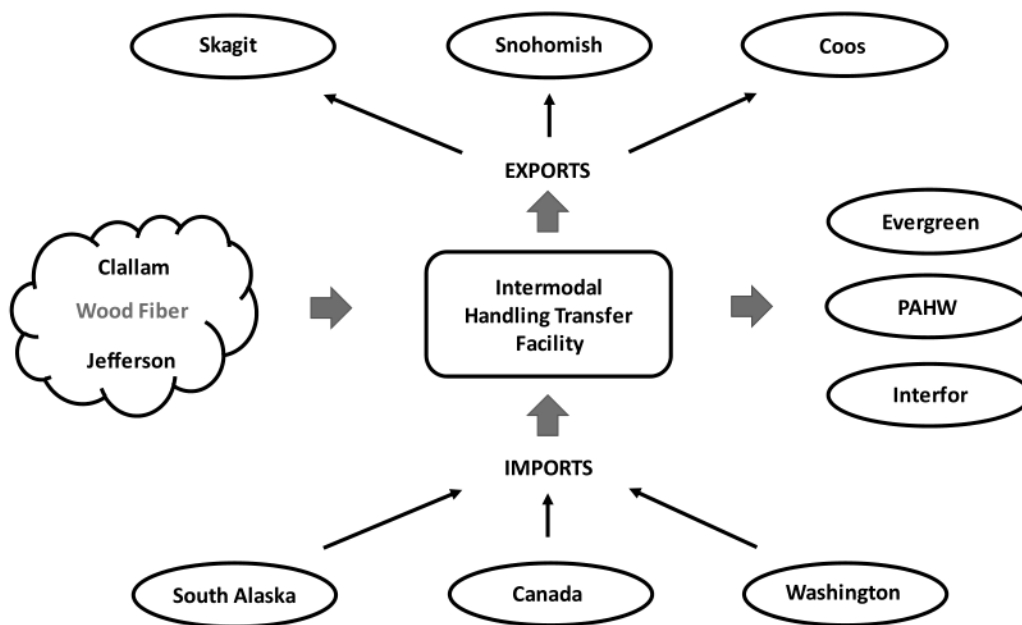 Skagit
Snohomish
Coos
EXPORTS
Clallam
Wood Fiber
Jefferson
Intermodal
Handling Transfer
Facility
Evergreen
PAHW
Interfor
IMPORTS
South Alaska
Canada
Washington